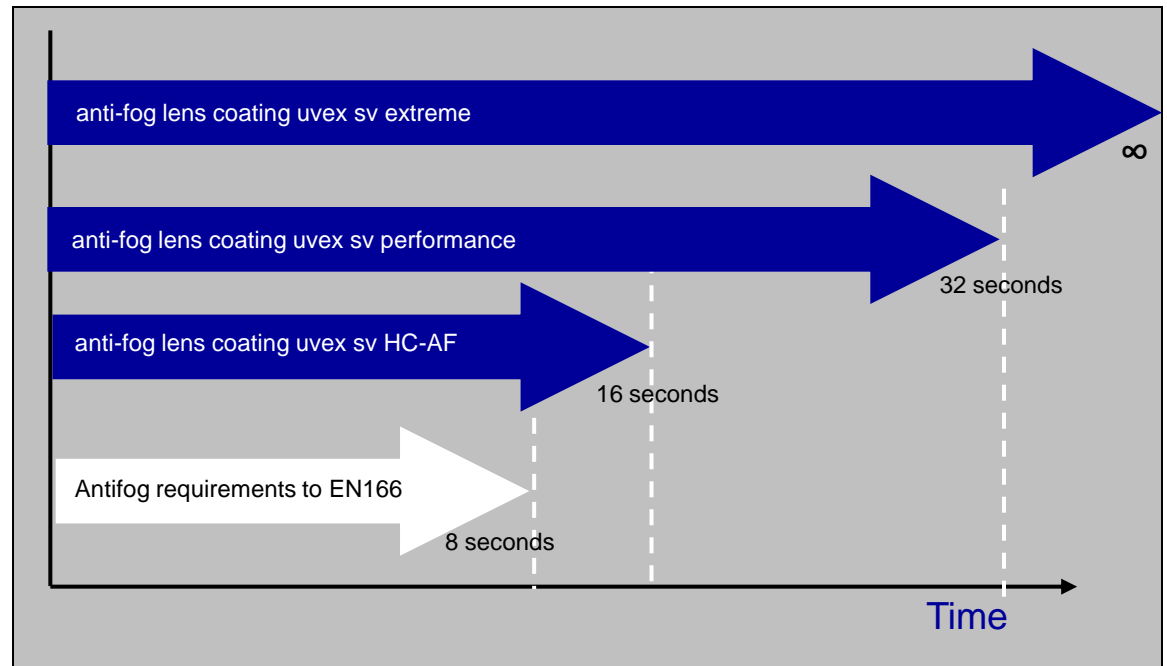 anti-fog lens coating uvex sv extreme
∞
anti-fog lens coating uvex sv performance
32 seconds
anti-fog lens coating uvex sv HC-AF
16 seconds
Antifog requirements to EN166
8 seconds
Time